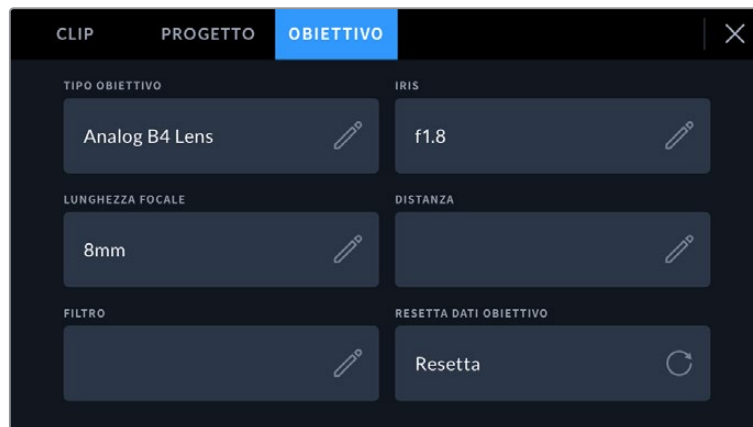 CLIP PROGETTO OBIETTIVO
TIPO OBIETTIVO IRIS
Analog B4 Lens f1.8
LUNGHEZZA FOCALE DISTANZA
8mm
FILTRO RESETTA DATI OBIETTIVO
Resetta